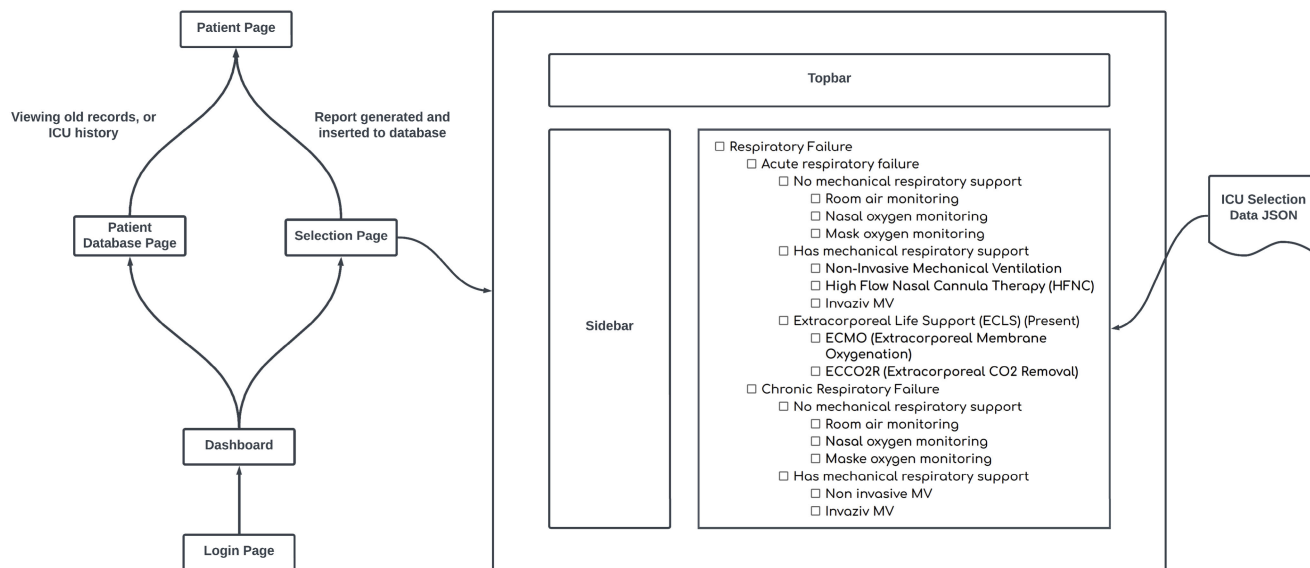 Patient Page
Viewing old records, or
ICU history
Report generated and
inserted to database
Patient
Database Page
Selection Page
Dashboard
Login Page
Topbar
Sidebar
Respiratory Failure
Acute respiratory failure
No mechanical respiratory support
Room air monitoring
Nasal oxygen monitoring
Mask oxygen monitoring
Has mechanical respiratory support
Non-Invasive Mechanical Ventilation
High Flow Nasal Cannula Therapy (HFNC)
Invaziv MV
Extracorporeal Life Support (ECLS) (Present)
ECMO (Extracorporeal Membrane
Oxygenation)
ECCO2R (Extracorporeal CO2 Removal)
Chronic Respiratory Failure
No mechanical respiratory support
Room air monitoring
Nasal oxygen monitoring
Maske oxygen monitoring
Has mechanical respiratory support
Non invasive MV
Invaziv MV
ICU Selection
Data JSON